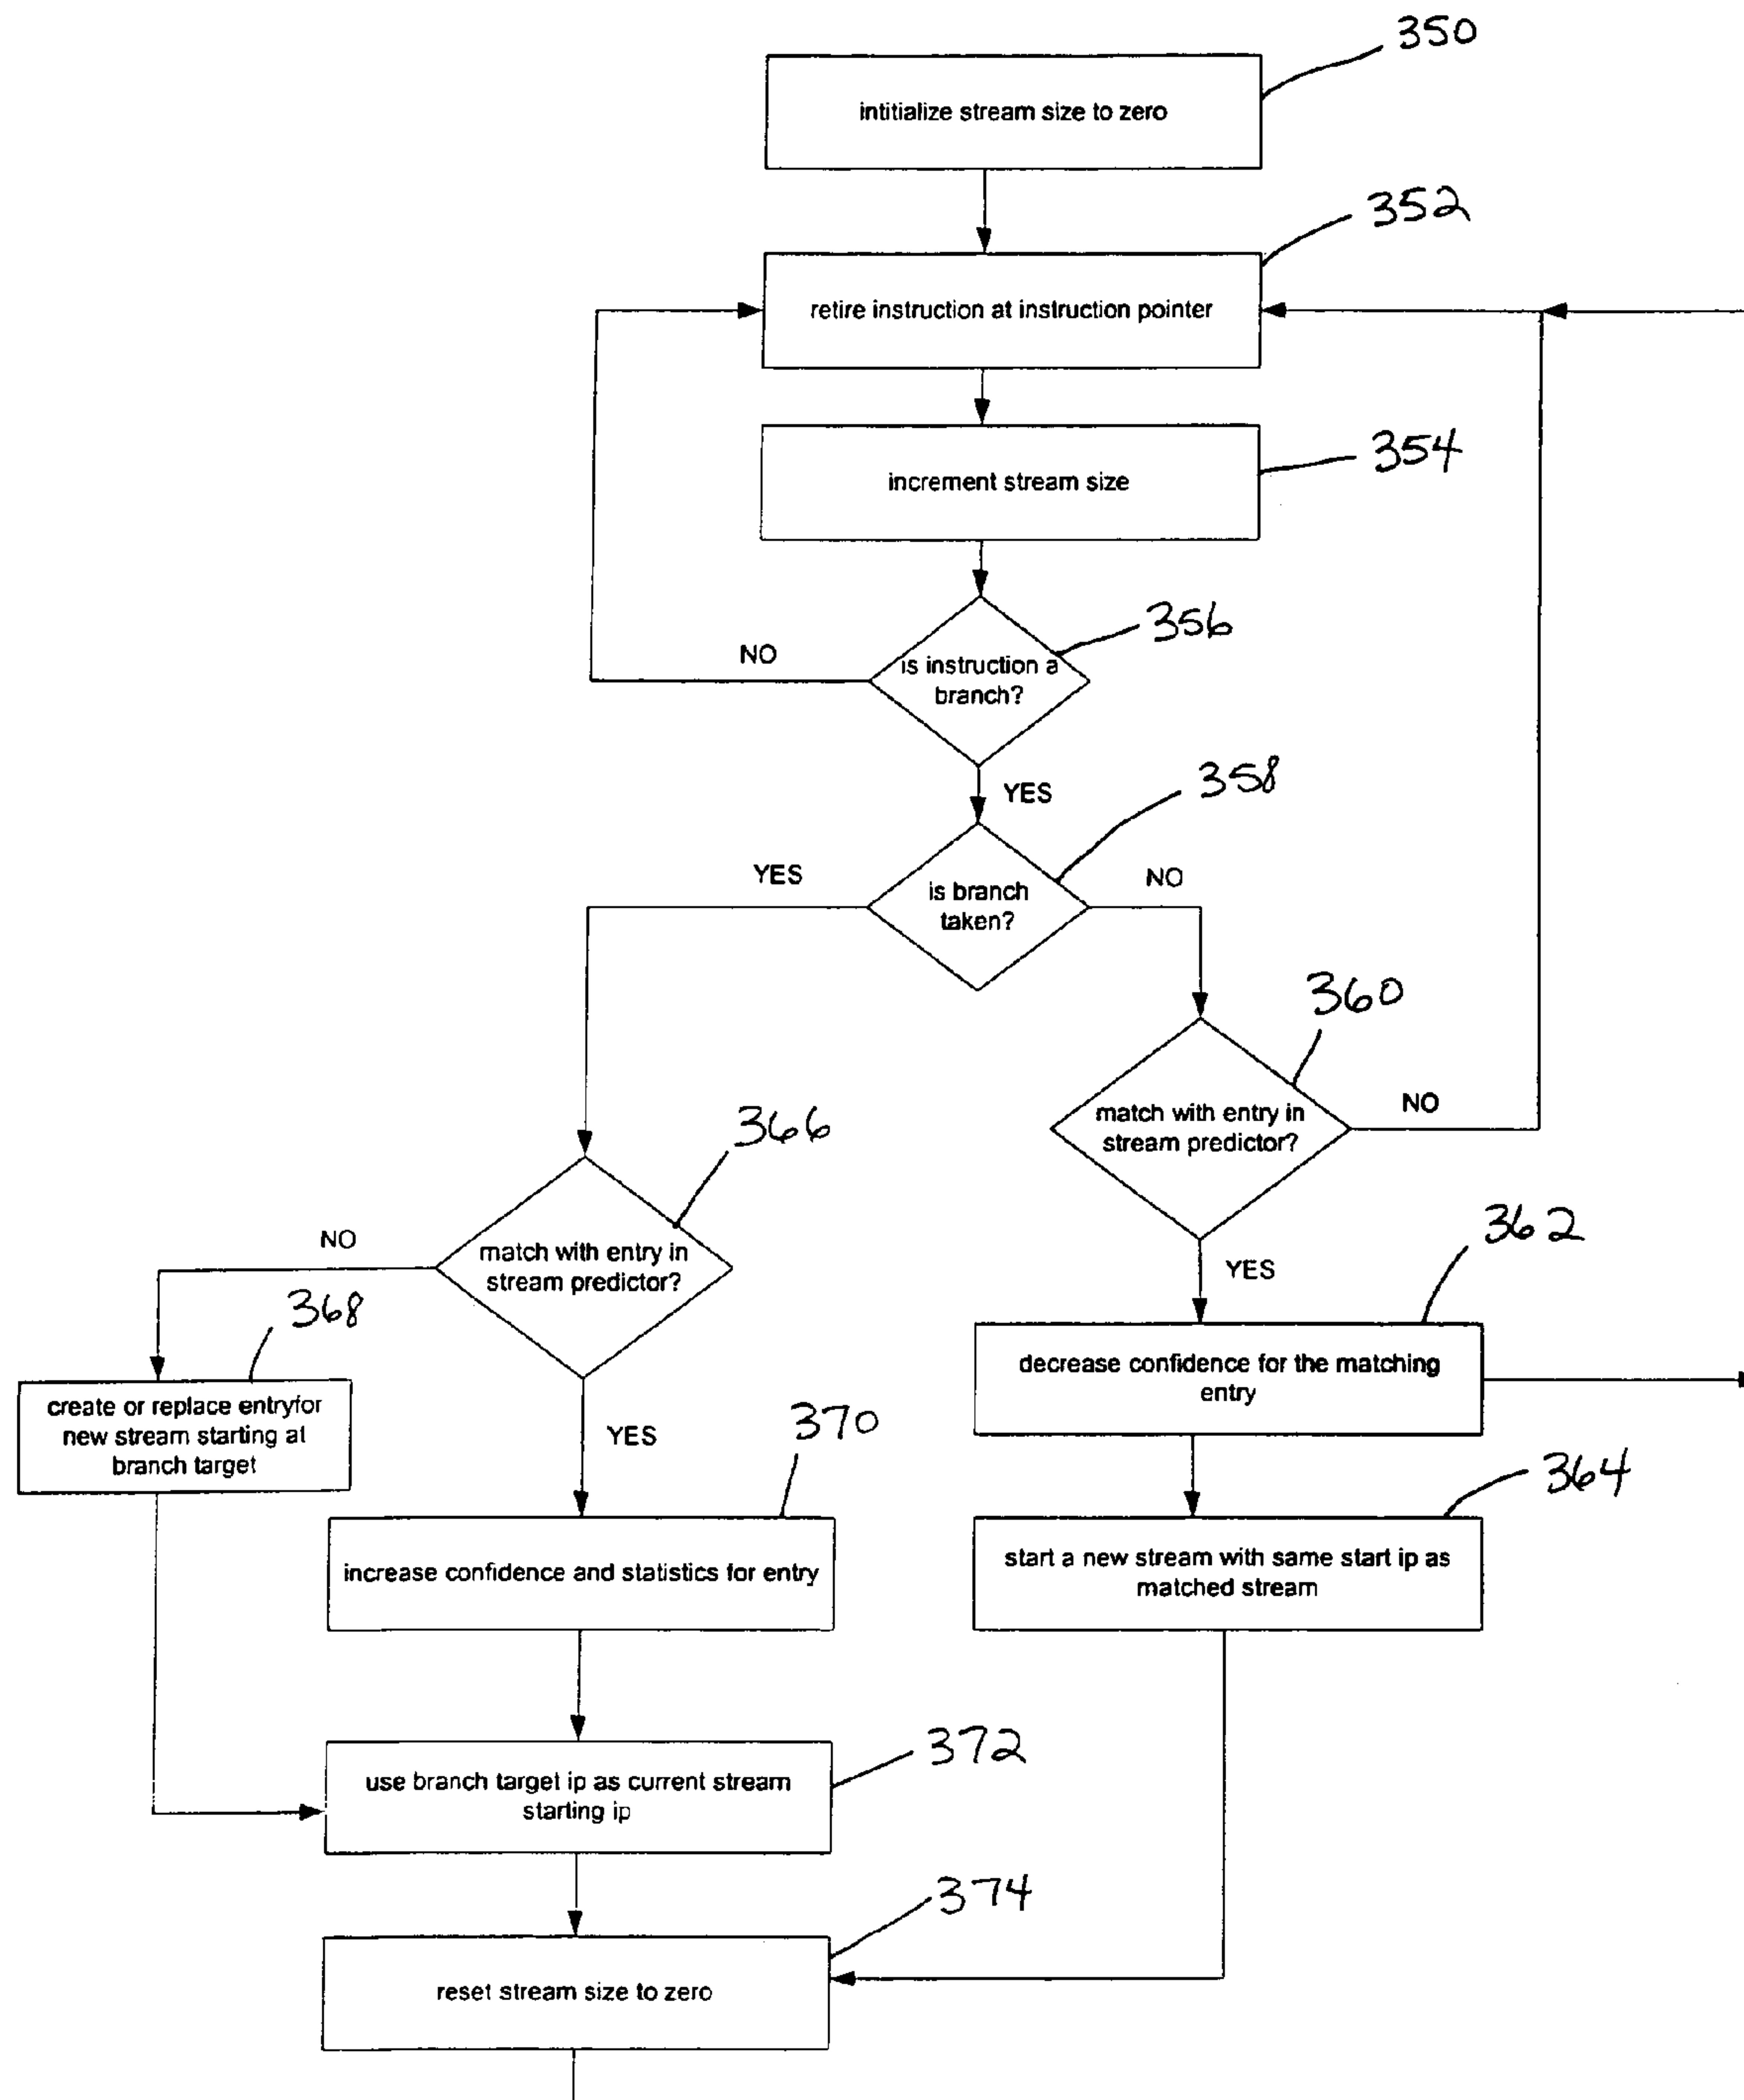 350
intitialize stream size to zero
352
retire instruction at instruction pointer
354
increment stream size
356
NO
is instruction a
branch?
YES
358
YES
NO
is branch
taken?
360
match with entry in
stream predictor?
NO
366
NO
match with entry in
stream predictor?
362
YES
368
decrease confidence for the matching
entry
create or replace entryfor
new stream starting at
branch target
370
YES
364
increase confidence and statistics for entry
start a new stream with same start ip as
matched stream
372
use branch target ip as current stream
starting ip
374
reset stream size to zero